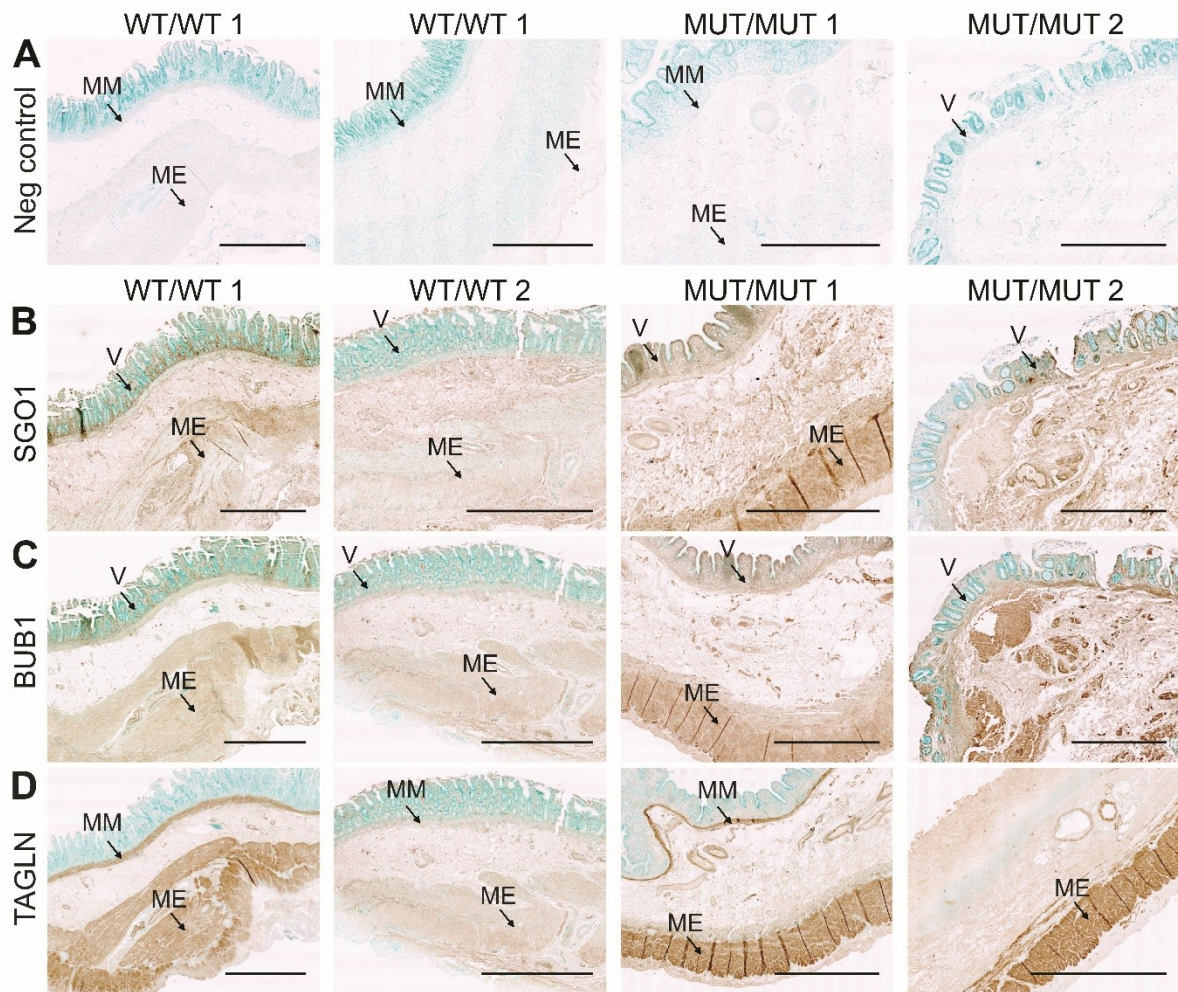 WT/WT 1 WT/WT 1 MUT/MUT 1 MUT/MUT 2
A
Neg control
MM MM MM V
ME ME ME
WT/WT 1 WT/WT 2 MUT/MUT 1 MUT/MUT 2
B
SGO1
V V V V
ME ME ME
C
BUB1
V V V V
ME ME ME
D
TAGLN
MM MM MM
ME ME ME ME